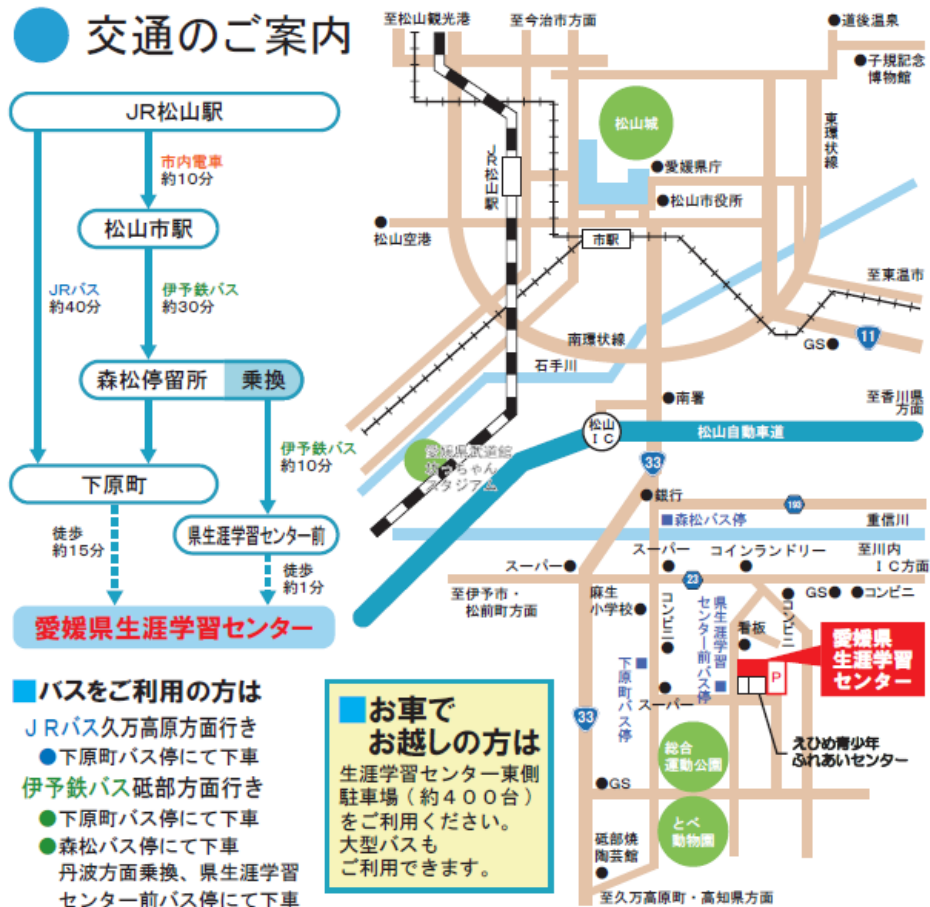 交通のご案内
JR松山駅
市内電車
約10分
松山市駅
JRバス
約40分
伊予鉄バス
約30分
森松停留所
乗換
伊予鉄バス
約10分
下原町
県生涯学習センター前
徒歩
約15分
徒歩
約1分
愛媛県生涯学習センター
■バスをご利用の方は
JRバス久万高原方面行き
●下原町バス停にて下車
伊予鉄バス砥部方面行き
●下原町バス停にて下車
●森松バス停にて下車
丹波方面乗換、県生涯学習
センター前バス停にて下車
■お車で
お越しの方は
生涯学習センター東側
駐車場(約400台)
をご利用ください。
大型バスも
ご利用できます。
至松山観光港
至今治市方面
●道後温泉
●子規記念
博物館
松山城
東環状線
JR松山駅
●愛媛県庁
●松山市役所
松山空港
市駅
至東温市
南環状線
11
GS●
石手川
●南署
至香川県
方面
松山
IC
松山自動車道
愛媛県武道館
坊っちゃん
スタジアム
33
●銀行
193
■森松バス停
重信川
スーパー
コインランドリー
至川内
IC方面
スーパー●
23
至伊予市・
松前町方面
麻生
小学校●
コンビニ
県生涯学習
センター前バス停
看板
コンビニ
GS●
●コンビニ
愛媛県
生涯学習
センター
P
下原町バス停
スーパー
33
総合
運動公園
えひめ青少年
ふれあいセンター
●GS
とべ
動物園
砥部焼
陶芸館
至久万高原町・高知県方面